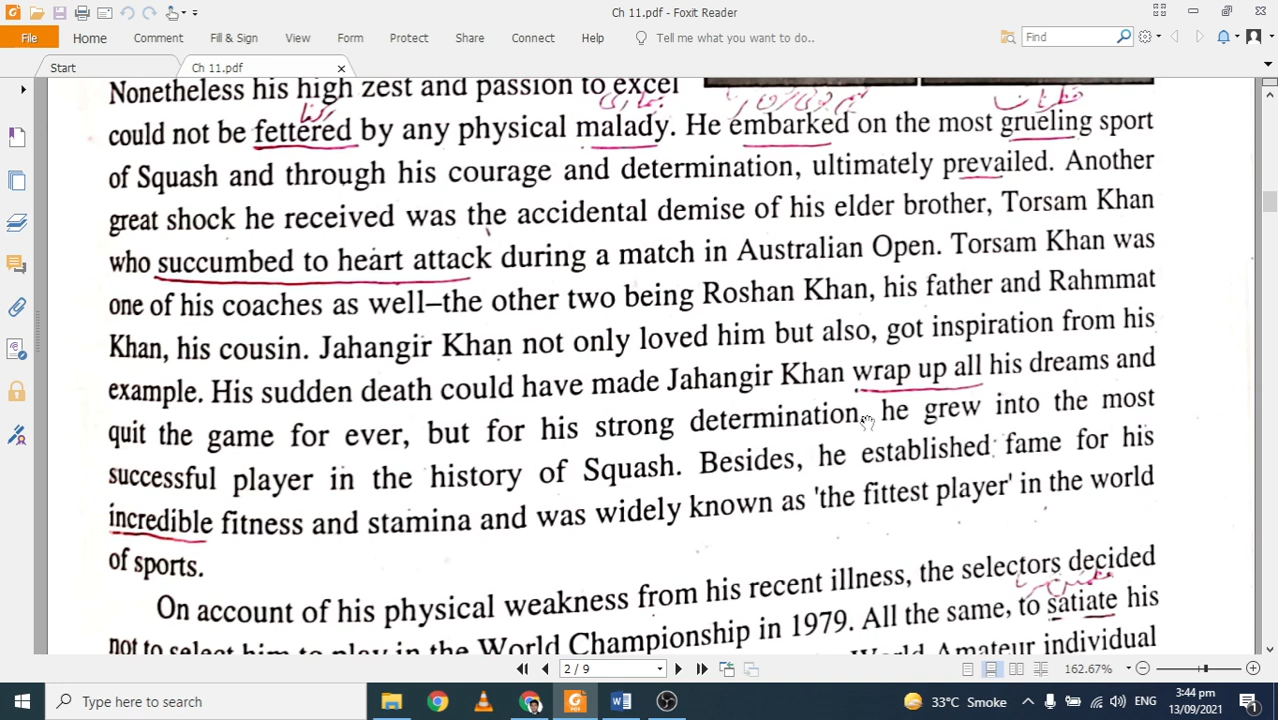 Ch 11.pdf - Foxit Reader
File Home Comment Fill & Sign View Form Protect Share Connect Help Tell me what you want to do.. Find
Start Ch 11.pdf
Nonetheless his high zest and passion to excel
could not be fettered by any physical malady. He embarked on the most grueling sport
of Squash and through his courage and determination, ultimately prevailed. Another
great shock he received was the accidental demise of his elder brother, Torsam Khan
who succumbed to heart attack during a match in Australian Open. Torsam Khan was
one of his coaches as well–the other two being Roshan Khan, his father and Rahmmat
Khan, his cousin. Jahangir Khan not only loved him but also, got inspiration from his
example. His sudden death could have made Jahangir Khan wrap up all his dreams and
quit the game for ever, but for his strong determination, he grew into the most
successful player in the history of Squash. Besides, he established fame for his
incredible fitness and stamina and was widely known as 'the fittest player' in the world
of sports.
On account of his physical weakness from his recent illness, the selectors decided
not to select him to play in the World Championship in 1979. All the same, to satiate his
World Amateur individual
2 / 9 162.67%
Type here to search 33°C Smoke ENG 3:44 pm
13/09/2021